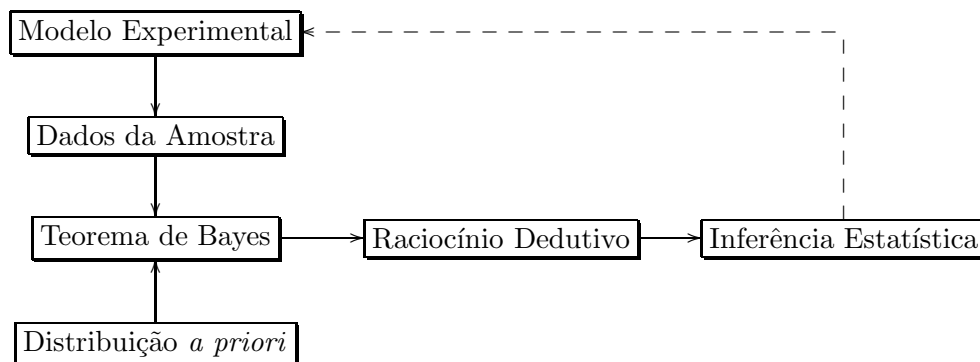 Modelo Experimental
Dados da Amostra
Teorema de Bayes
Raciocínio Dedutivo
Inferência Estatística
Distribuição a priori